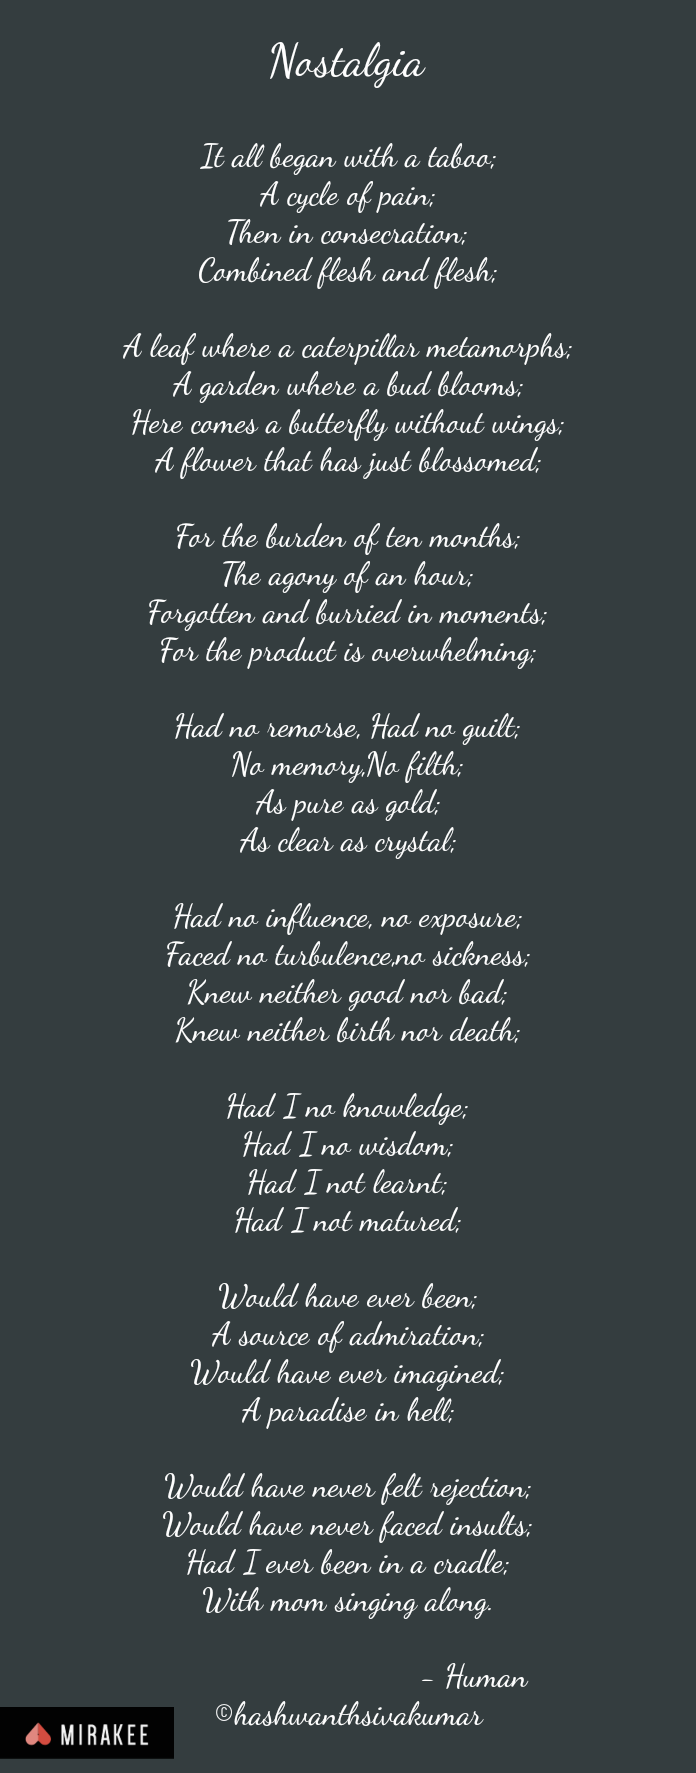 Nostalgia
It all began with a taboo;
A cycle of pain;
Then in consecration;
Combined flesh and flesh;
A leaf where a caterpillar metamorphs;
A garden where a bud blooms;
Here comes a butterfly without wings;
A flower that has just blossomed;
For the burden of ten months;
The agony of an hour;
Forgotten and burried in moments;
For the product is overwhelming;
Had no remorse, Had no guilt;
No memory,No filth;
As pure as gold;
As clear as crystal;
Had no influence, no exposure;
Faced no turbulence,no sickness;
Knew neither good nor bad;
Knew neither birth nor death;
Had I no knowledge;
Had I no wisdom;
Had I not learnt;
Had I not matured;
Would have ever been;
A source of admiration;
Would have ever imagined;
A paradise in hell;
Would have never felt rejection;
Would have never faced insults;
Had I ever been in a cradle;
With mom singing along.
- Human
©hashwanthsivakumar
MIRAKEE